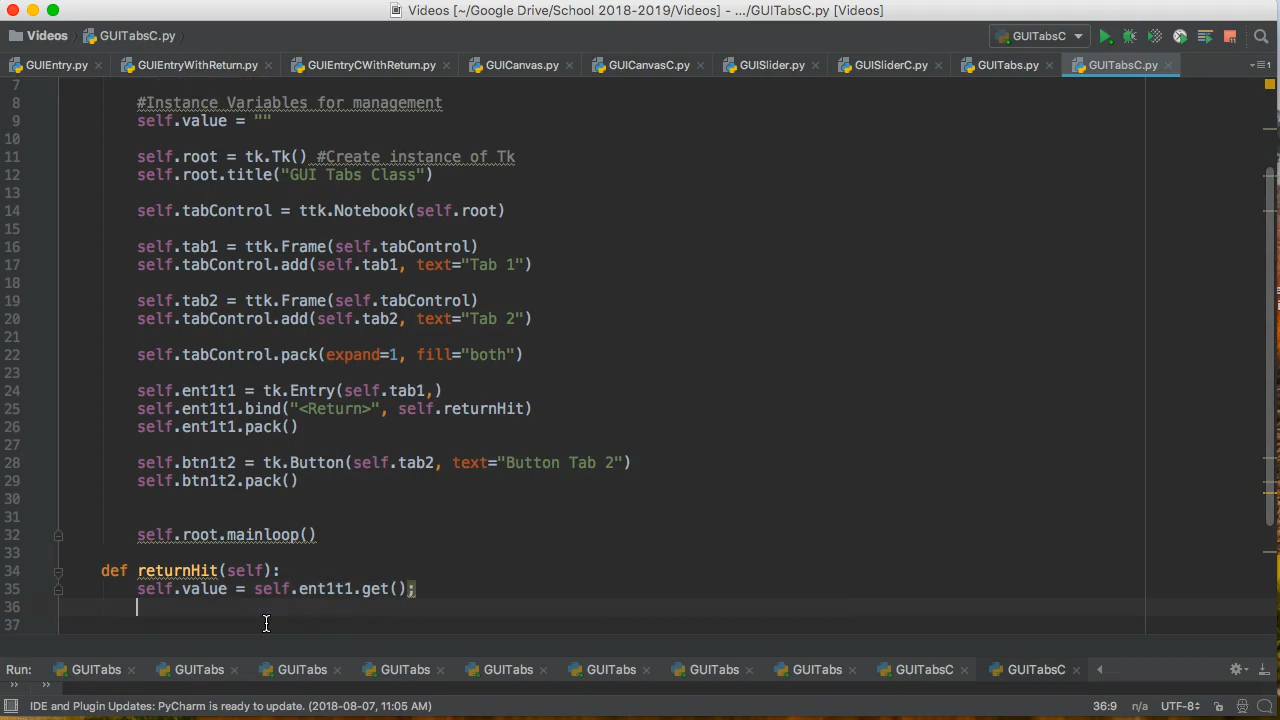 Videos [~/Google Drive/School 2018-2019/Videos] - .../GUITabsC.py [Videos]
Videos GUITabsC.py GUITabsC
GUIEntry.py GUIEntryWithReturn.py GUIEntryCWithReturn.py GUICanvas.py GUICanvasC.py GUISlider.py GUISliderC.py GUITabs.py GUITabsC.py
7
8 #Instance Variables for management
9 self.value = ""
10
11 self.root = tk.Tk() #Create instance of Tk
12 self.root.title("GUI Tabs Class")
13
14 self.tabControl = ttk.Notebook(self.root)
15
16 self.tab1 = ttk.Frame(self.tabControl)
17 self.tabControl.add(self.tab1, text="Tab 1")
18
19 self.tab2 = ttk.Frame(self.tabControl)
20 self.tabControl.add(self.tab2, text="Tab 2")
21
22 self.tabControl.pack(expand=1, fill="both")
23
24 self.ent1t1 = tk.Entry(self.tab1,)
25 self.ent1t1.bind("<Return>", self.returnHit)
26 self.ent1t1.pack()
27
28 self.btn1t2 = tk.Button(self.tab2, text="Button Tab 2")
29 self.btn1t2.pack()
30
31
32 self.root.mainloop()
33
34 def returnHit(self):
35 self.value = self.ent1t1.get();
36
37
Run: GUITabs GUITabs GUITabs GUITabs GUITabs GUITabs GUITabs GUITabs GUITabsC GUITabsC
IDE and Plugin Updates: PyCharm is ready to update. (2018-08-07, 11:05 AM) 36:9 n/a UTF-8